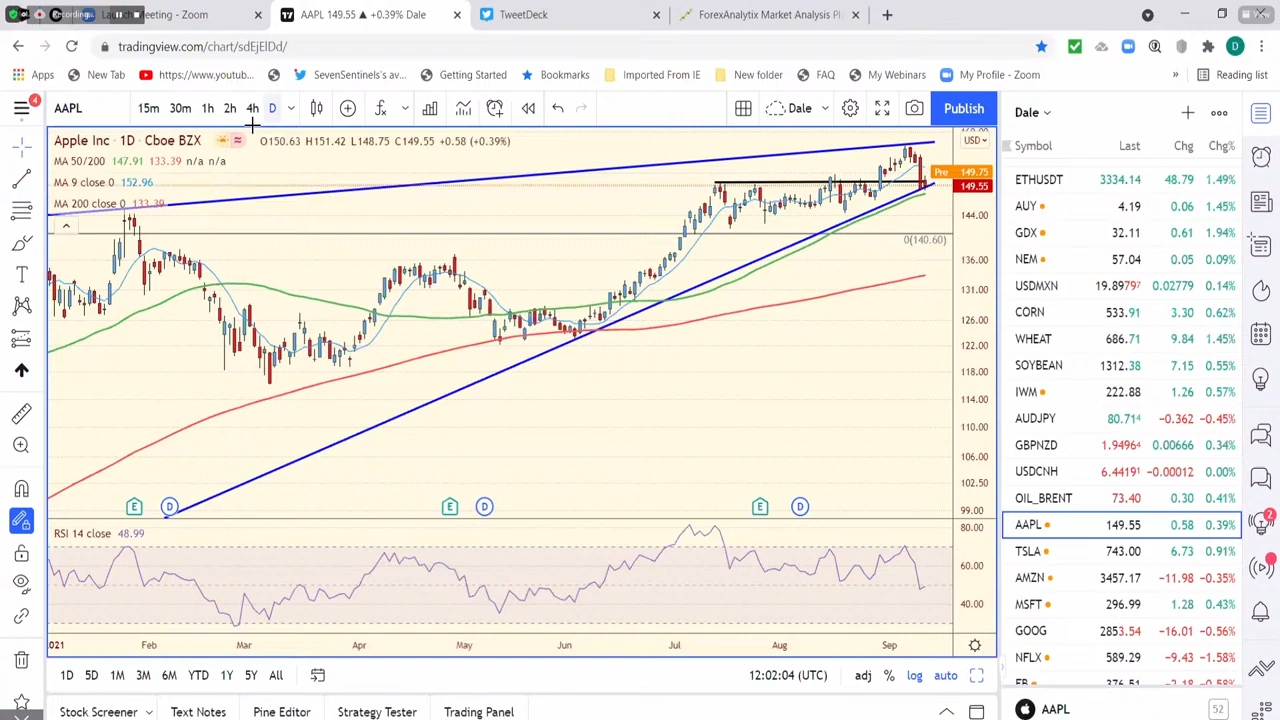 Recording...
Meeting - Zoom
AAPL 149.55 ▲ +0.39% Dale
TweetDeck
ForexAnalytix Market Analysis Pl
tradingview.com/chart/sdEjElDd/
D
Apps
New Tab
https://www.youtub...
SevenSentinels's av...
Getting Started
Bookmarks
Imported From IE
New folder
FAQ
My Webinars
My Profile - Zoom
»
Reading list
4
AAPL
15m 30m 1h 2h 4h D
Dale
Publish
Dale
Apple Inc · 1D · Cboe BZX
O150.63 H151.42 L148.75 C149.55 +0.58 (+0.39%)
USD
MA 50/200 147.91 133.39 n/a n/a
MA 9 close 0 152.96
MA 200 close 0 133.39
Pre 149.75
149.55
144.00
0(140.60)
136.00
131.00
126.00
122.00
118.00
114.00
110.00
106.00
102.50
99.00
E D E D E D
RSI 14 close 48.99
80.00
60.00
40.00
2021 Feb Mar Apr May Jun Jul Aug Sep
1D 5D 1M 3M 6M YTD 1Y 5Y All
12:02:04 (UTC)
adj % log auto
Stock Screener
Text Notes
Pine Editor
Strategy Tester
Trading Panel
Symbol Last Chg Chg%
ETHUSDT 3334.14 48.79 1.49%
AUY 4.19 0.06 1.45%
GDX 32.11 0.61 1.94%
NEM 57.04 0.05 0.09%
USDMXN 19.8979⁷ 0.02779 0.14%
CORN 533.91 3.30 0.62%
WHEAT 686.71 9.84 1.45%
SOYBEAN 1312.38 7.15 0.55%
IWM 222.88 1.26 0.57%
AUDJPY 80.71⁴ -0.362 -0.45%
GBPNZD 1.9496⁴ 0.00666 0.34%
USDCNH 6.4419¹ -0.00012 0.00%
OIL_BRENT 73.40 0.30 0.41%
AAPL 149.55 0.58 0.39%
TSLA 743.00 6.73 0.91%
AMZN 3457.17 -11.98 -0.35%
MSFT 296.99 1.28 0.43%
GOOG 2853.54 -16.01 -0.56%
NFLX 589.29 -9.43 -1.58%
FB 376.51 -2.18 -0.58%
AAPL
52
2